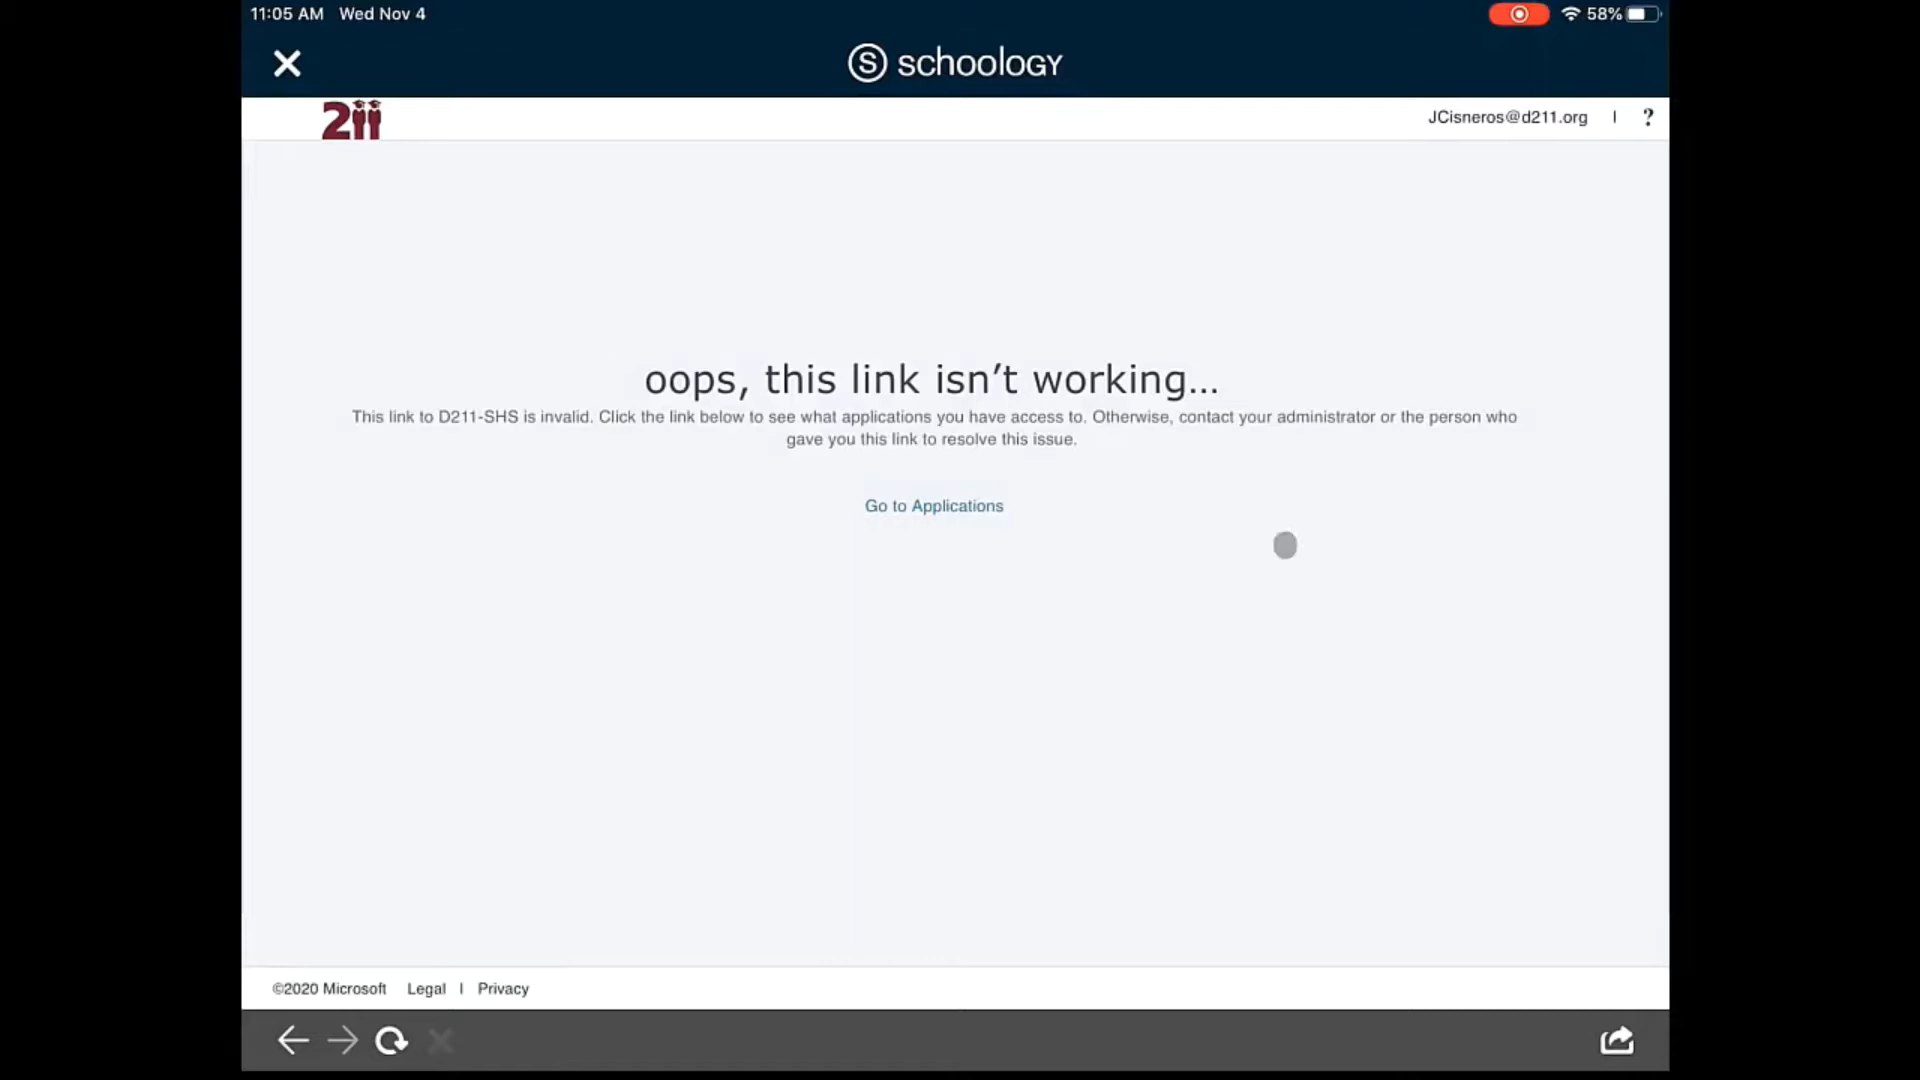 11:05 AM Wed Nov 4
58%
schoology
211
JCisneros@d211.org | ?
oops, this link isn’t working...
This link to D211-SHS is invalid. Click the link below to see what applications you have access to. Otherwise, contact your administrator or the person who
gave you this link to resolve this issue.
Go to Applications
©2020 Microsoft Legal | Privacy